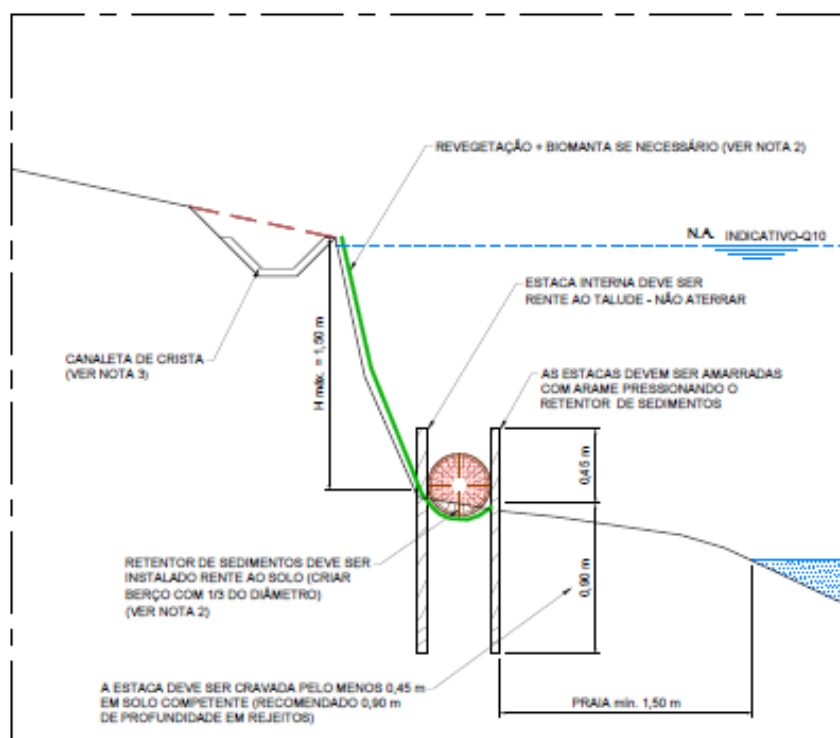 REVEGETAÇÃO + BIOMANTA SE NECESSÁRIO (VER NOTA 2)
N.A. INDICATIVO-Q10
ESTACA INTERNA DEVE SER
RENTE AO TALUDE - NÃO ATERRAR
CANALETA DE CRISTA
(VER NOTA 3)
H máx. = 1,50 m
AS ESTACAS DEVEM SER AMARRADAS
COM ARAME PRESSIONANDO O
RETENTOR DE SEDIMENTOS
0,45 m
RETENTOR DE SEDIMENTOS DEVE SER
INSTALADO RENTE AO SOLO (CRIAR
BERÇO COM 1/3 DO DIÂMETRO)
(VER NOTA 2)
0,90 m
A ESTACA DEVE SER CRAVADA PELO MENOS 0,45 m
EM SOLO COMPETENTE (RECOMENDADO 0,90 m
DE PROFUNDIDADE EM REJEITOS)
PRAIA min. 1,50 m